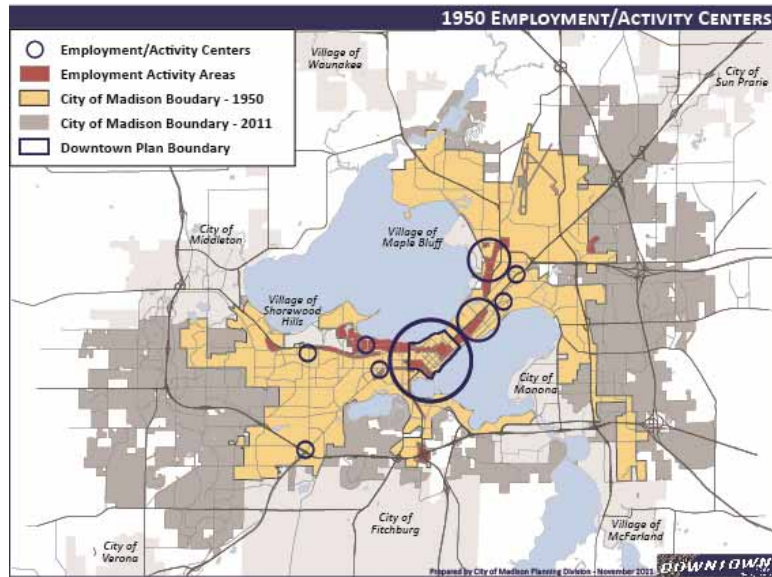 1950 EMPLOYMENT/ACTIVITY CENTERS
Employment/Activity Centers
Employment Activity Areas
City of Madison Boudary - 1950
City of Madison Boundary - 2011
Downtown Plan Boundary
Village of
Waunakee
City of
Sun Prarie
City of
Middleton
Village of
Maple Bluff
Village of
Shorewood
Hills
City of
Monona
City of
Fitchburg
City of
Verona
Village of
McFarland
Prepared by City of Madison Planning Division - November 2011
DOWNTOWN